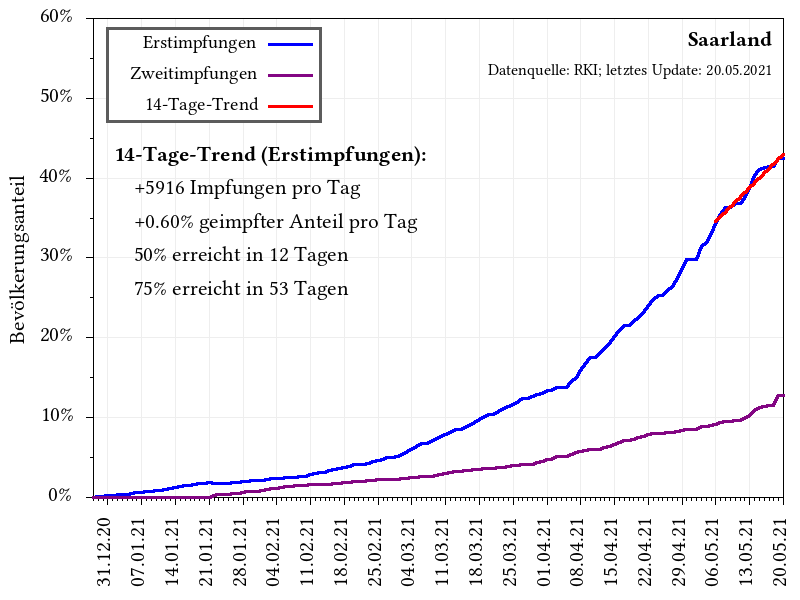 60%
50%
40%
30%
20%
10%
0%
Bevölkerungsanteil
Erstimpfungen
Zweitimpfungen
14-Tage-Trend
Saarland
Datenquelle: RKI; letztes Update: 20.05.2021
14-Tage-Trend (Erstimpfungen):
+5916 Impfungen pro Tag
+0.60% geimpfter Anteil pro Tag
50% erreicht in 12 Tagen
75% erreicht in 53 Tagen
31.12.20
07.01.21
14.01.21
21.01.21
28.01.21
04.02.21
11.02.21
18.02.21
25.02.21
04.03.21
11.03.21
18.03.21
25.03.21
01.04.21
08.04.21
15.04.21
22.04.21
29.04.21
06.05.21
13.05.21
20.05.21